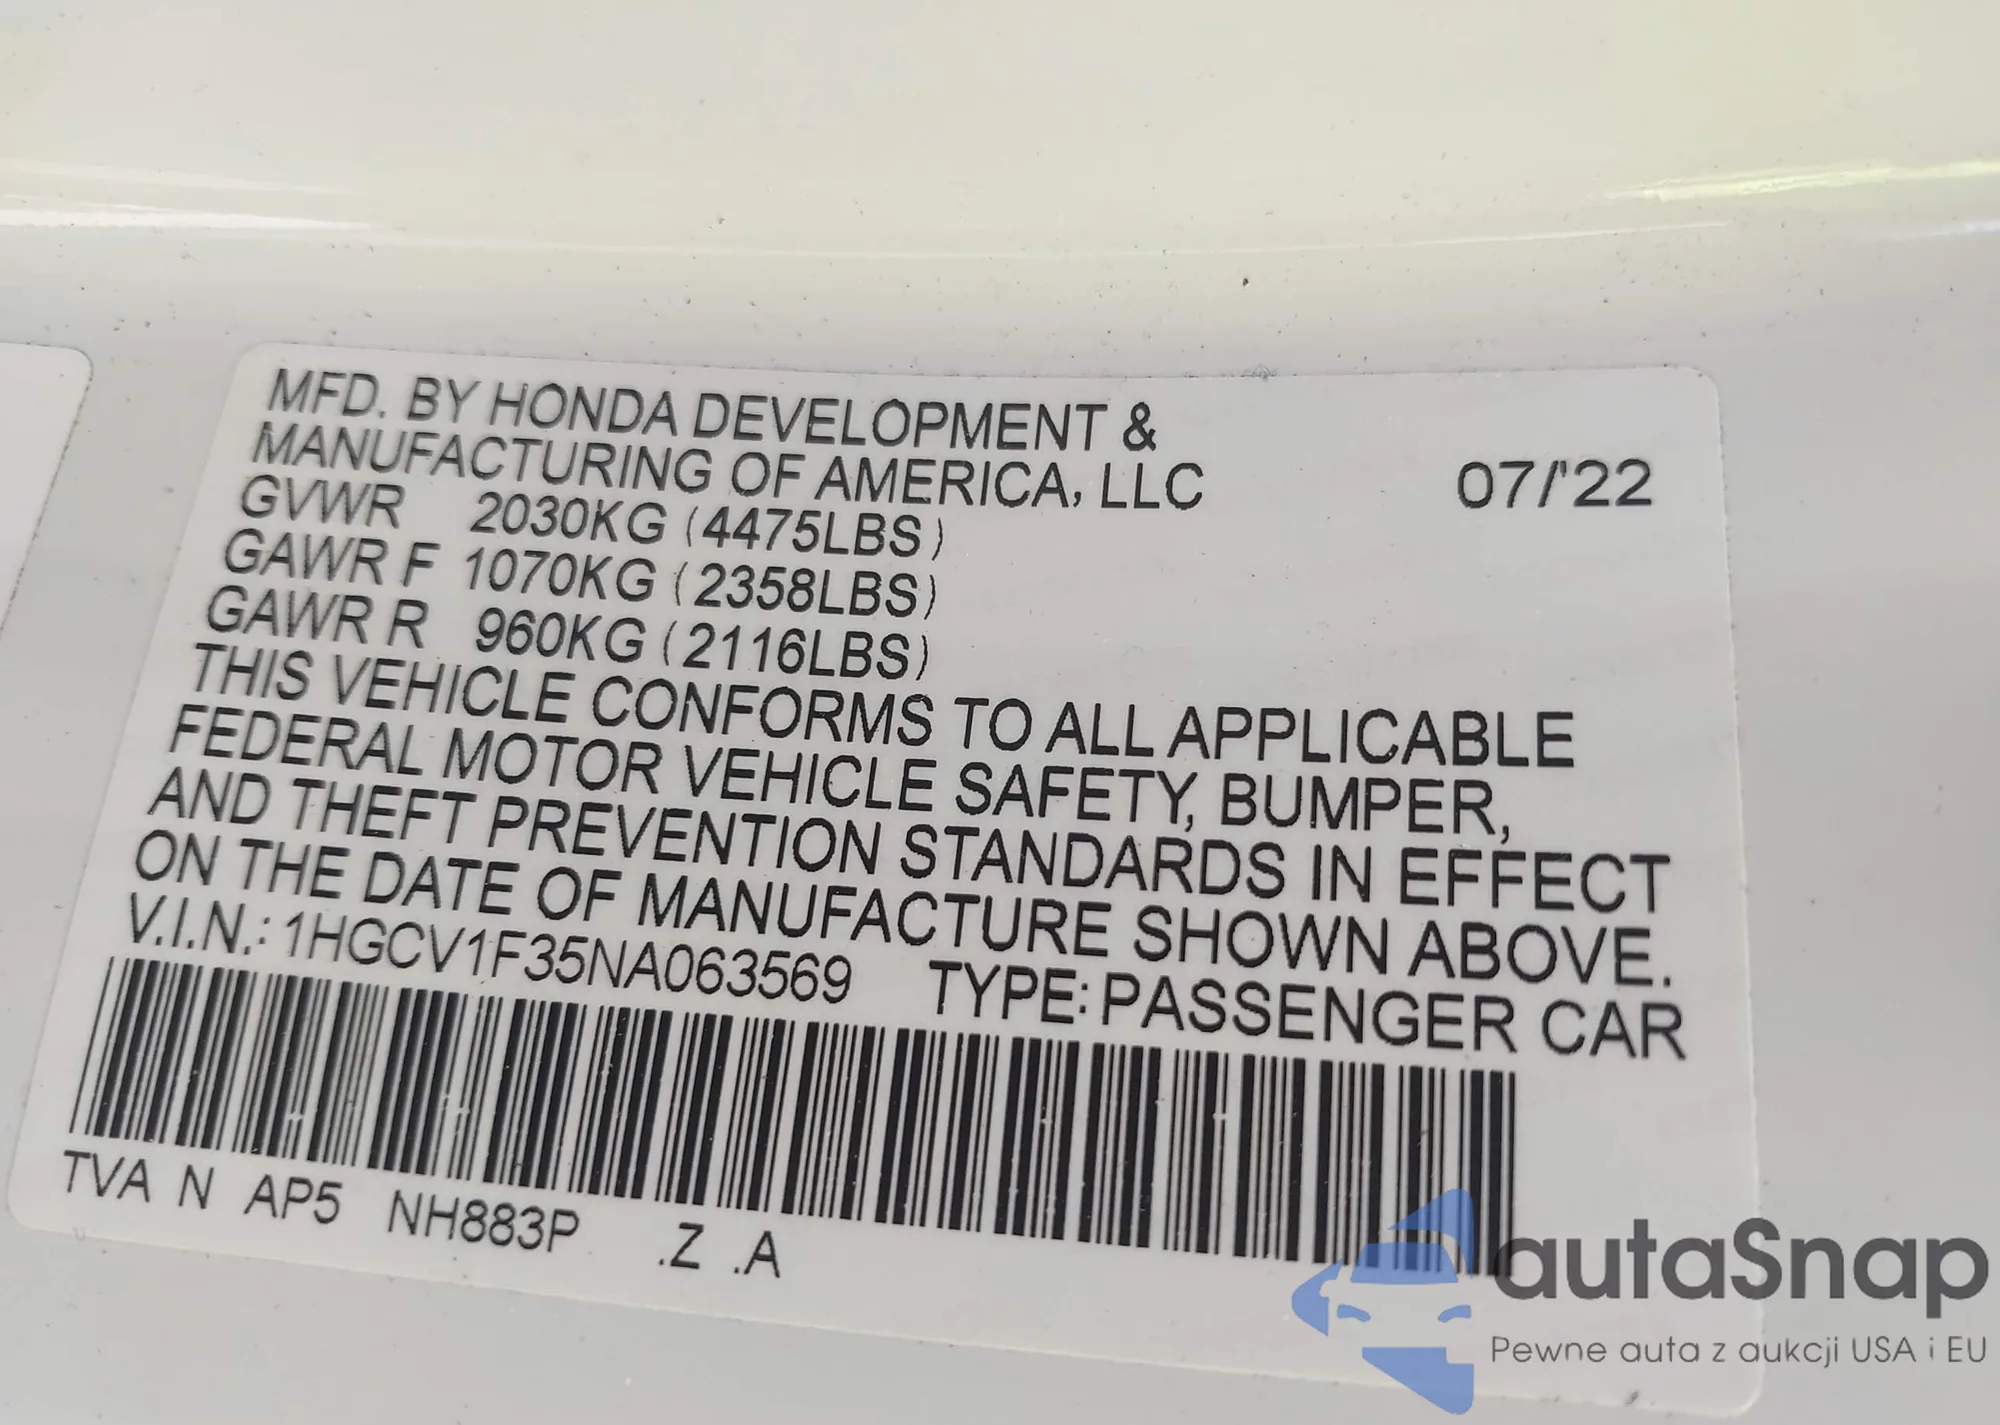 MFD. BY HONDA DEVELOPMENT &
MANUFACTURING OF AMERICA, LLC 07/'22
GVWR 2030KG (4475LBS)
GAWR F 1070KG (2358LBS)
GAWR R 960KG (2116LBS)
THIS VEHICLE CONFORMS TO ALL APPLICABLE
FEDERAL MOTOR VEHICLE SAFETY, BUMPER,
AND THEFT PREVENTION STANDARDS IN EFFECT
ON THE DATE OF MANUFACTURE SHOWN ABOVE.
V.I.N.: 1HGCV1F35NA063569 TYPE: PASSENGER CAR
TVA N AP5 NH883P .Z .A
autaSnap
Pewne auta z aukcji USA i EU